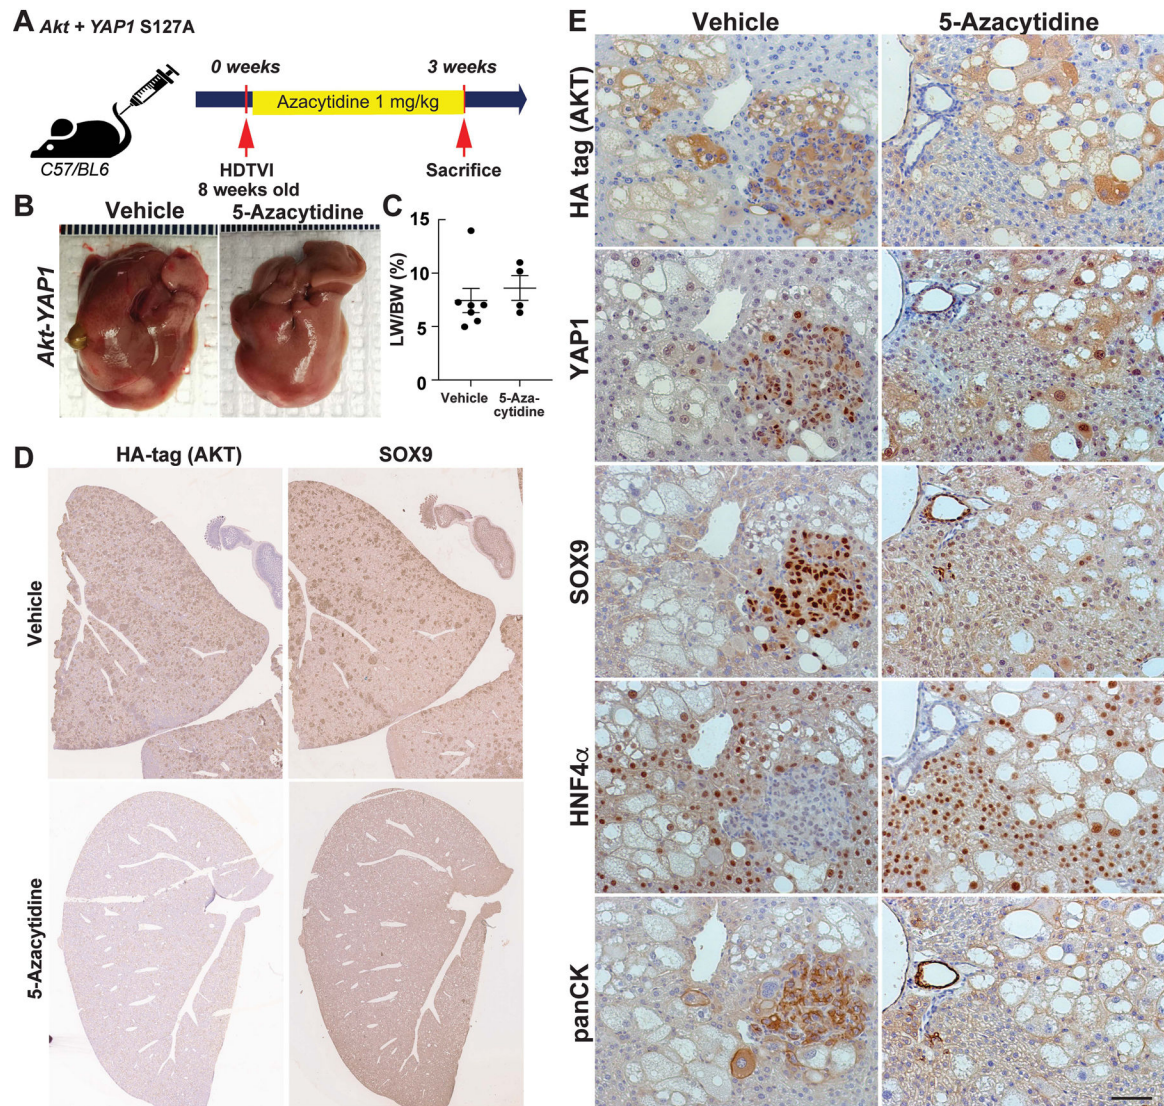 A Akt + YAP1 S127A
0 weeks
3 weeks
Azacytidine 1 mg/kg
C57/BL6
HDTVI
8 weeks old
Sacrifice
B
Vehicle
5-Azacytidine
Akt-YAP1
C
LW/BW (%)
15
10
5
0
Vehicle
5-Aza-
cytidine
D
HA-tag (AKT)
SOX9
Vehicle
5-Azacytidine
E
Vehicle
5-Azacytidine
HA tag (AKT)
YAP1
SOX9
HNF4α
panCK